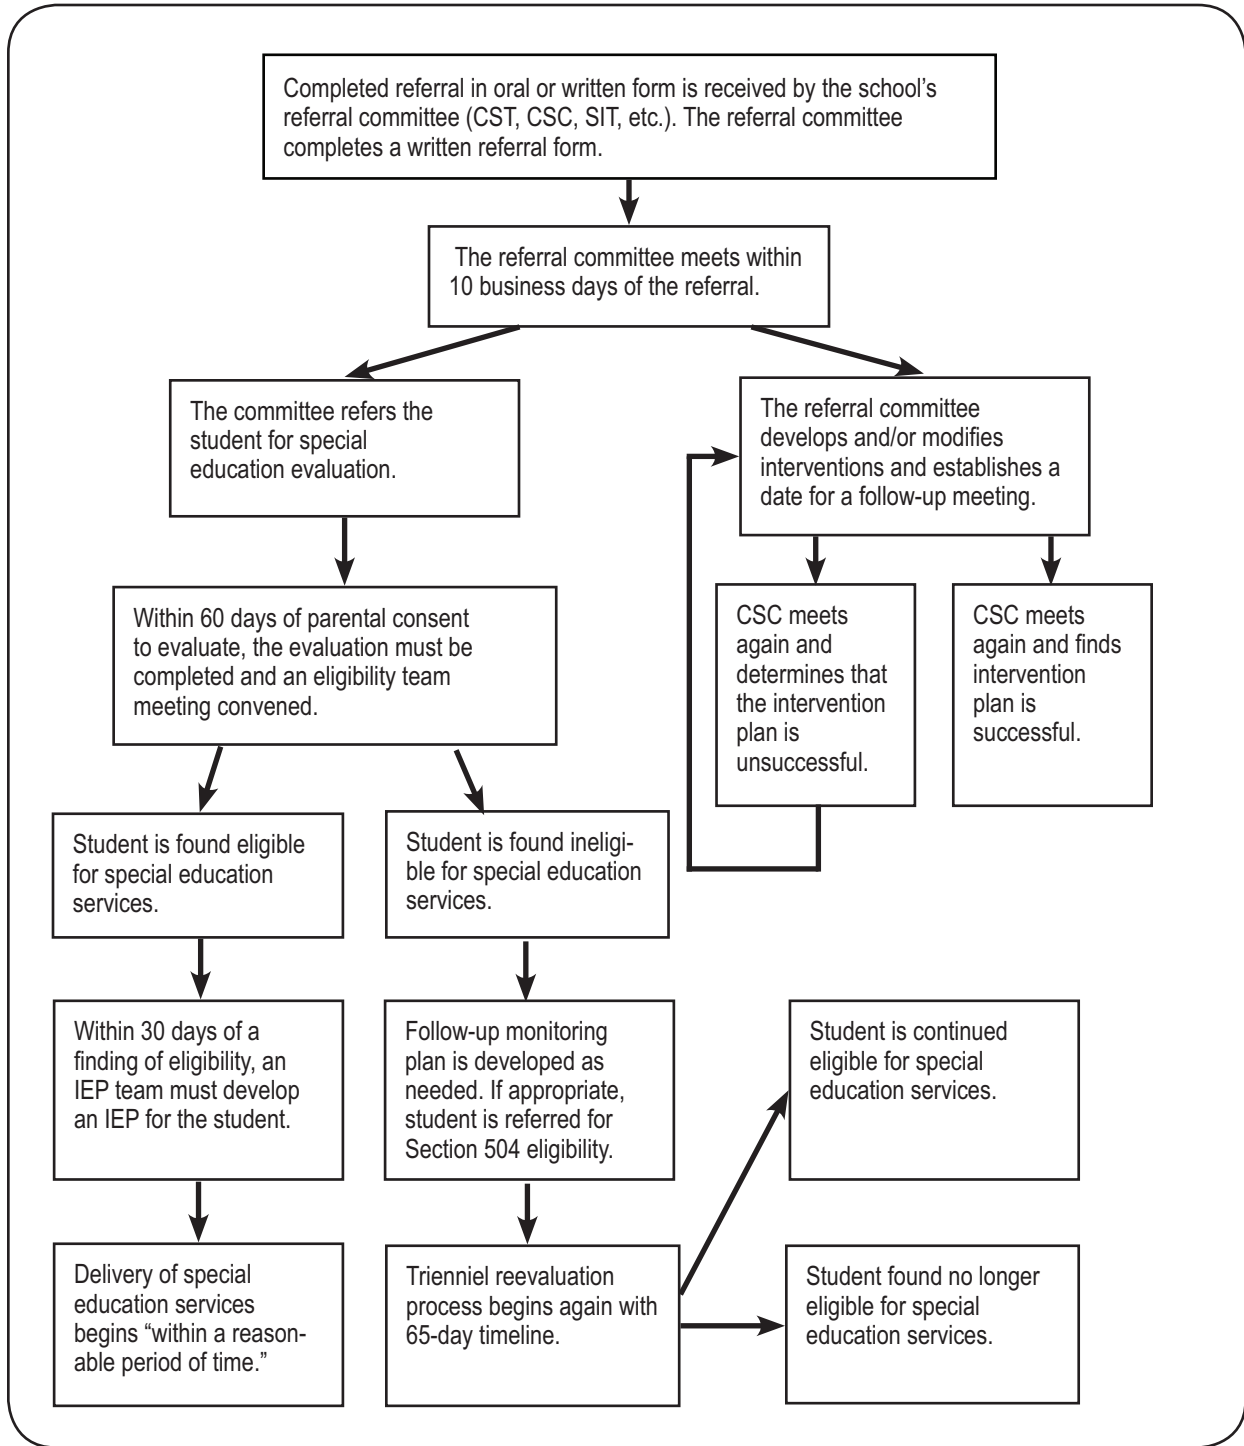 Completed referral in oral or written form is received by the school's
referral committee (CST, CSC, SIT, etc.). The referral committee
completes a written referral form.
The referral committee meets within
10 business days of the referral.
The committee refers the
student for special
education evaluation.
The referral committee
develops and/or modifies
interventions and establishes a
date for a follow-up meeting.
Within 60 days of parental consent
to evaluate, the evaluation must be
completed and an eligibility team
meeting convened.
CSC meets
again and
determines that
the intervention
plan is
unsuccessful.
CSC meets
again and finds
intervention
plan is
successful.
Student is found eligible
for special education
services.
Student is found ineligi-
ble for special education
services.
Within 30 days of a
finding of eligibility, an
IEP team must develop
an IEP for the student.
Follow-up monitoring
plan is developed as
needed. If appropriate,
student is referred for
Section 504 eligibility.
Student is continued
eligible for special
education services.
Delivery of special
education services
begins “within a reason-
able period of time.”
Trienniel reevaluation
process begins again with
65-day timeline.
Student found no longer
eligible for special
education services.